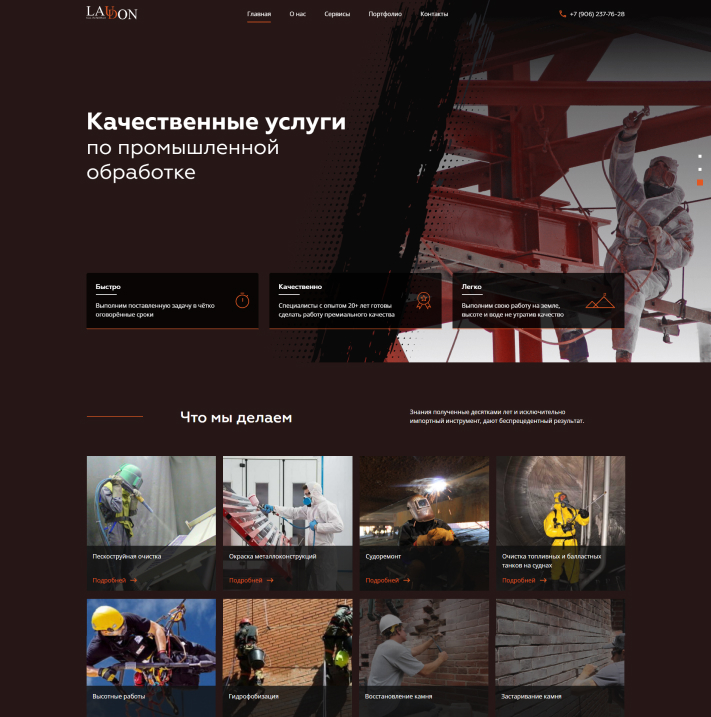 LAUDON
Главная О нас Сервисы Портфолио Контакты
+7 (906) 237-76-28
Качественные услуги
по промышленной
обработке
Быстро
Выполним поставленную задачу в чётко
оговорённые сроки
Качественно
Специалисты с опытом 20+ лет готовы
сделать работу премиального качества
Легко
Выполним свою работу на земле,
высоте и воде не утратив качество
Что мы делаем
Знания полученные десятками лет и исключительно
импортный инструмент, дают беспрецедентный результат.
Пескоструйная очистка
Подробней
Окраска металлоконструкций
Подробней
Судоремонт
Подробней
Очистка топливных и балластных
танков на суднах
Подробней
Высотные работы
Гидрофобизация
Восстановление камня
Застаривание камня